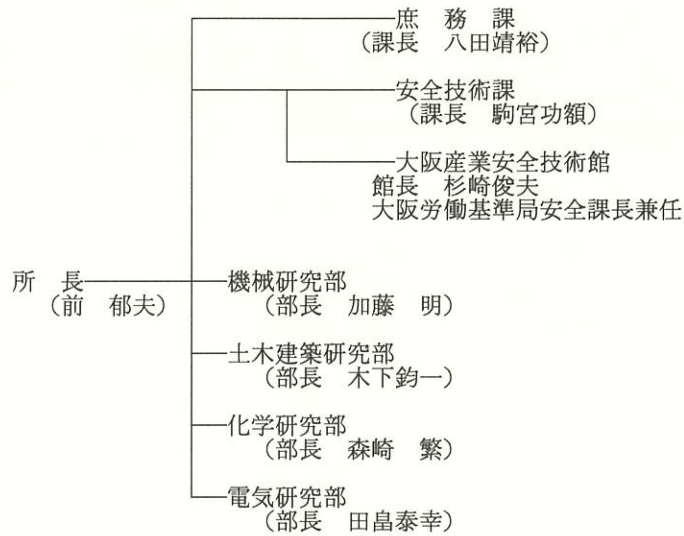 庶 務 課
（課長 八田靖裕）
安全技術課
（課長 駒宮功額）
大阪産業安全技術館
館長 杉崎俊夫
大阪労働基準局安全課長兼任
所 長
（前 郁夫）
機械研究部
（部長 加藤 明）
土木建築研究部
（部長 木下鈞一）
化学研究部
（部長 森崎 繁）
電気研究部
（部長 田畠泰幸）